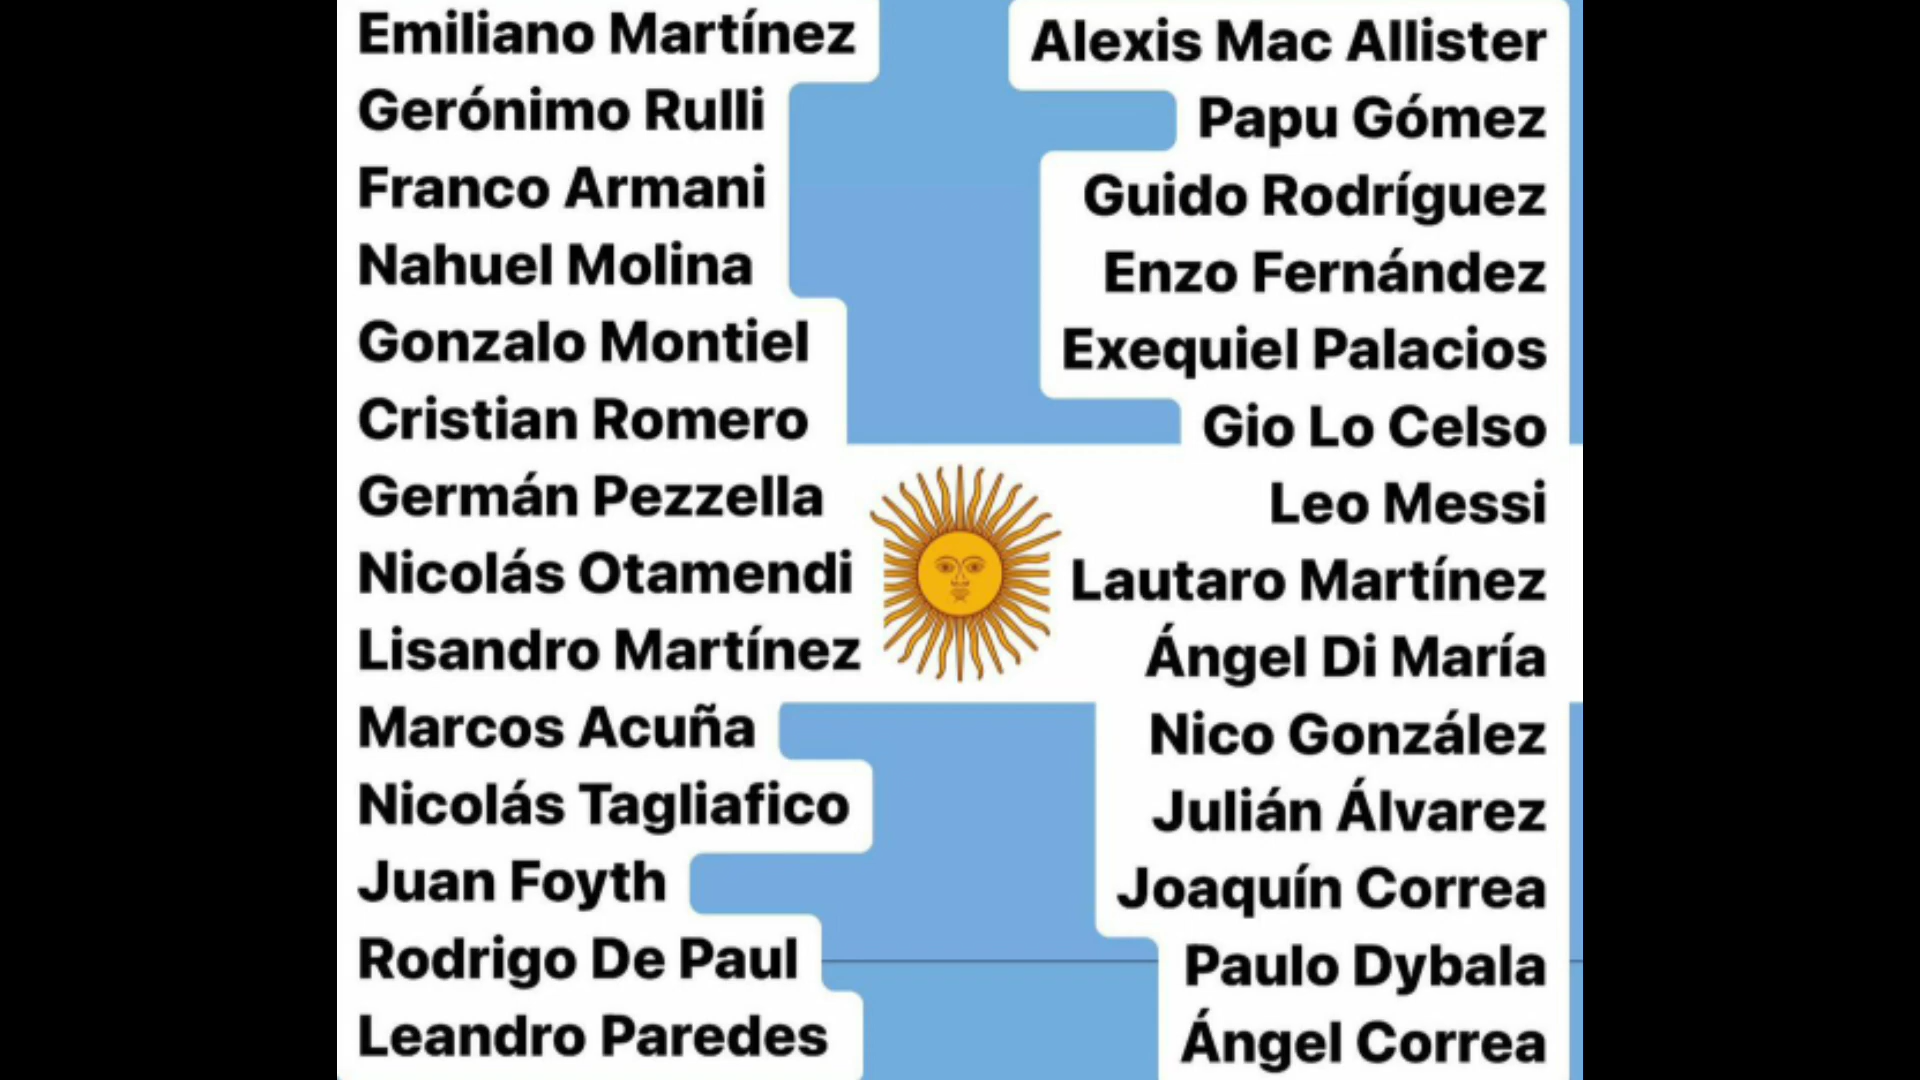 Emiliano Martínez
Gerónimo Rulli
Franco Armani
Nahuel Molina
Gonzalo Montiel
Cristian Romero
Germán Pezzella
Nicolás Otamendi
Lisandro Martínez
Marcos Acuña
Nicolás Tagliafico
Juan Foyth
Rodrigo De Paul
Leandro Paredes
Alexis Mac Allister
Papu Gómez
Guido Rodríguez
Enzo Fernández
Exequiel Palacios
Gio Lo Celso
Leo Messi
Lautaro Martínez
Ángel Di María
Nico González
Julián Álvarez
Joaquín Correa
Paulo Dybala
Ángel Correa